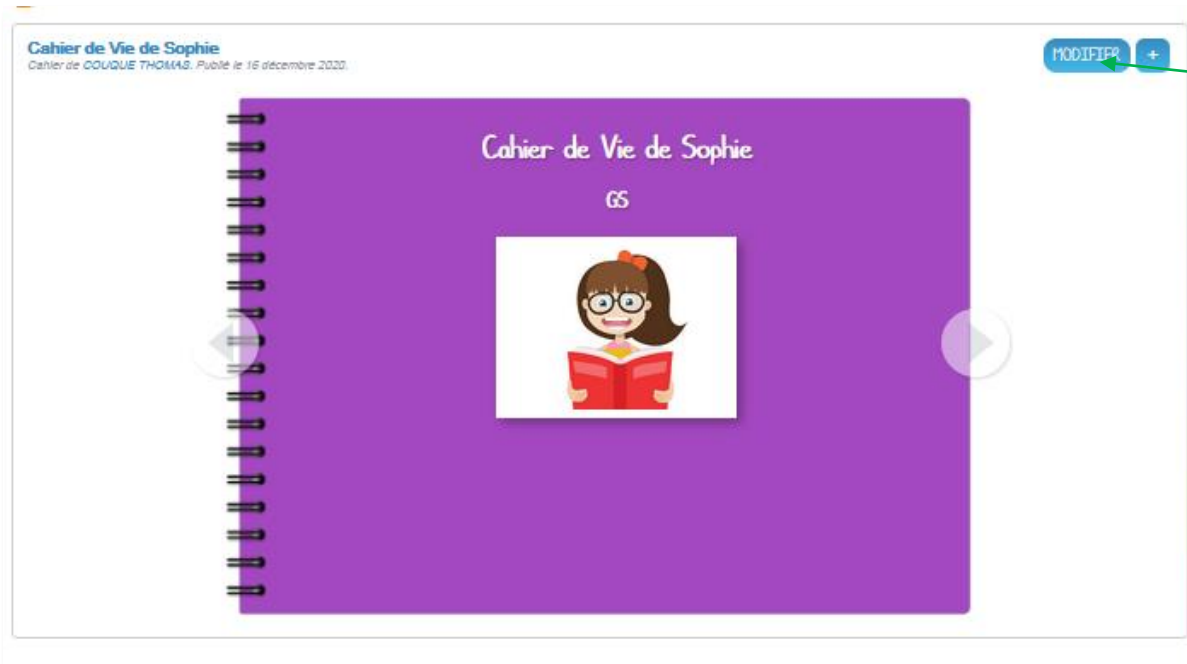 Cahier de Vie de Sophie
Cahier de COUQUE THOMAS. Publié le 16 décembre 2020.
MODIFIER +
Cahier de Vie de Sophie
GS